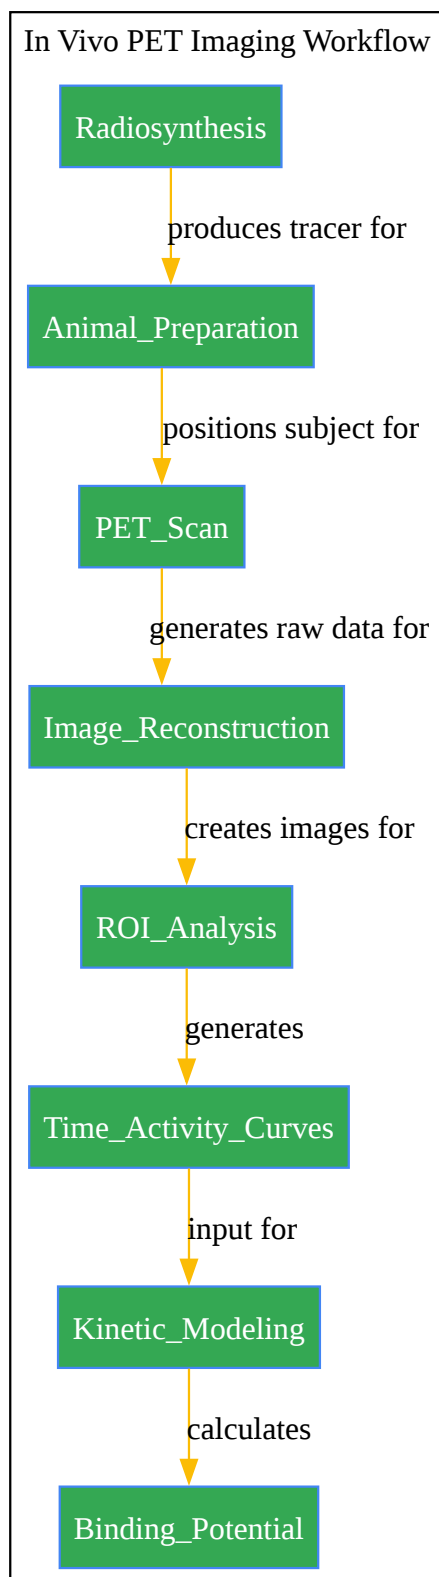 In Vivo PET Imaging Workflow
Radiosynthesis
produces tracer for
Animal_Preparation
positions subject for
PET_Scan
generates raw data for
Image_Reconstruction
creates images for
ROI_Analysis
generates
Time_Activity_Curves
input for
Kinetic_Modeling
calculates
Binding_Potential